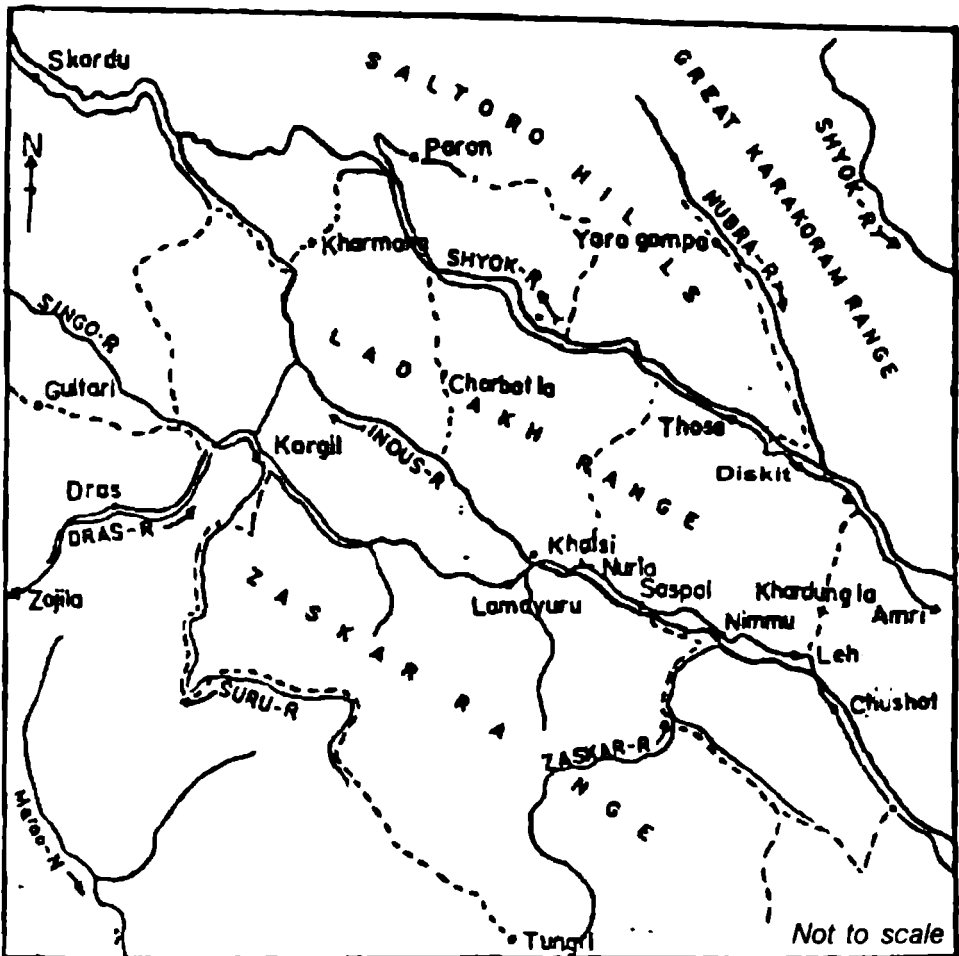 Skardu
SALTORO HILLS
GREAT KARAKORAM RANGE
SHYOK-R
N
Paron
NUBRA-R
Kharmang
Yara gompa
SHYOK-R
SINGO-R
LADAKH RANGE
Gultari
Charbat la
INDUS-R
Those
Kargil
Diskit
Dras
DRAS-R
Khalsi
Nurla
ZASKAR RANGE
Zojila
Lamayuru
Saspal
Khardung la
Amri
Nimmu
Leh
SURU-R
Chushot
ZASKAR-R
Tungri
Not to scale